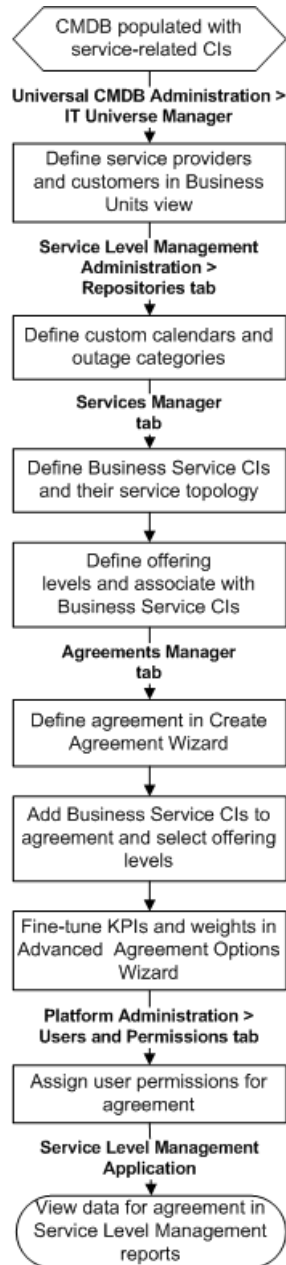 CMDB populated with
service-related CIs
Universal CMDB Administration >
IT Universe Manager
Define service providers
and customers in Business
Units view
Service Level Management
Administration >
Repositories tab
Define custom calendars and
outage categories
Services Manager
tab
Define Business Service CIs
and their service topology
Define offering
levels and associate with
Business Service CIs
Agreements Manager
tab
Define agreement in Create
Agreement Wizard
Add Business Service CIs to
agreement and select offering
levels
Fine-tune KPIs and weights in
Advanced Agreement Options
Wizard
Platform Administration >
Users and Permissions tab
Assign user permissions for
agreement
Service Level Management
Application
View data for agreement in
Service Level Management
reports